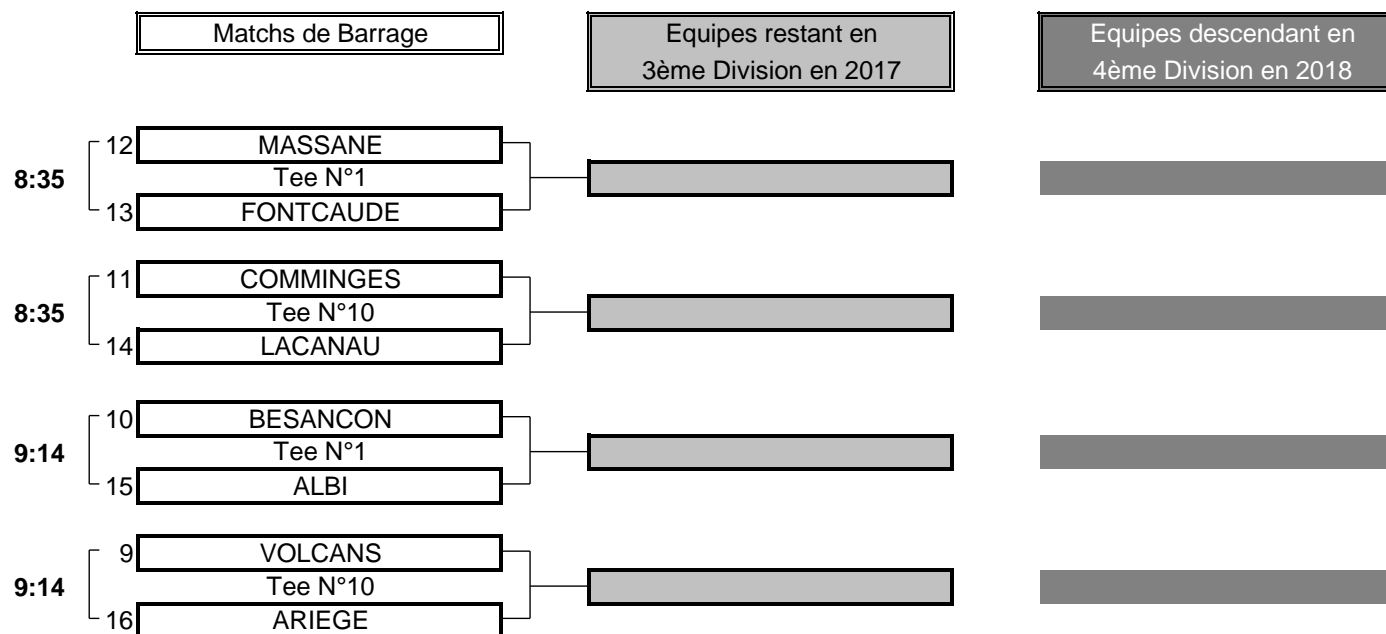 Matchs de Barrage
Equipes restant en
3ème Division en 2017
Equipes descendant en
4ème Division en 2018
12 MASSANE
8:35 Tee N°1
13 FONTCAUDE
11 COMMINGES
8:35 Tee N°10
14 LACANAU
10 BESANCON
9:14 Tee N°1
15 ALBI
9 VOLCANS
9:14 Tee N°10
16 ARIEGE